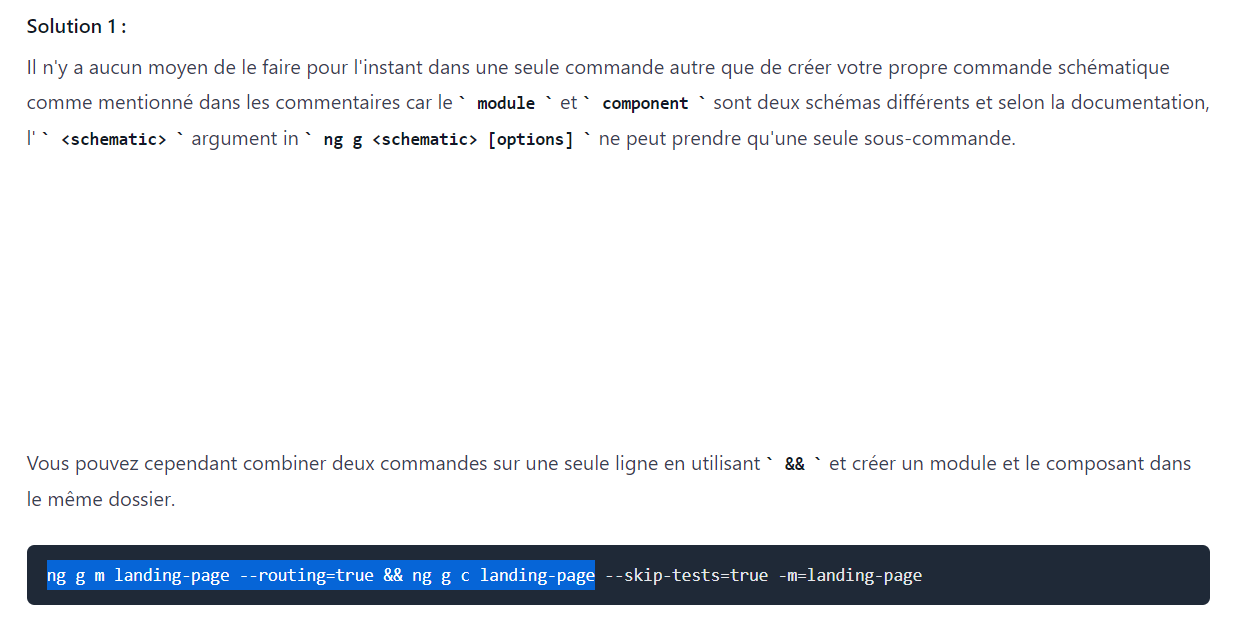 Solution 1 :
Il n'y a aucun moyen de le faire pour l'instant dans une seule commande autre que de créer votre propre commande schématique
comme mentionné dans les commentaires car le ` module ` et ` component ` sont deux schémas différents et selon la documentation,
l' ` <schematic> ` argument in ` ng g <schematic> [options] ` ne peut prendre qu'une seule sous-commande.
Vous pouvez cependant combiner deux commandes sur une seule ligne en utilisant ` && ` et créer un module et le composant dans
le même dossier.
ng g m landing-page --routing=true && ng g c landing-page --skip-tests=true -m=landing-page